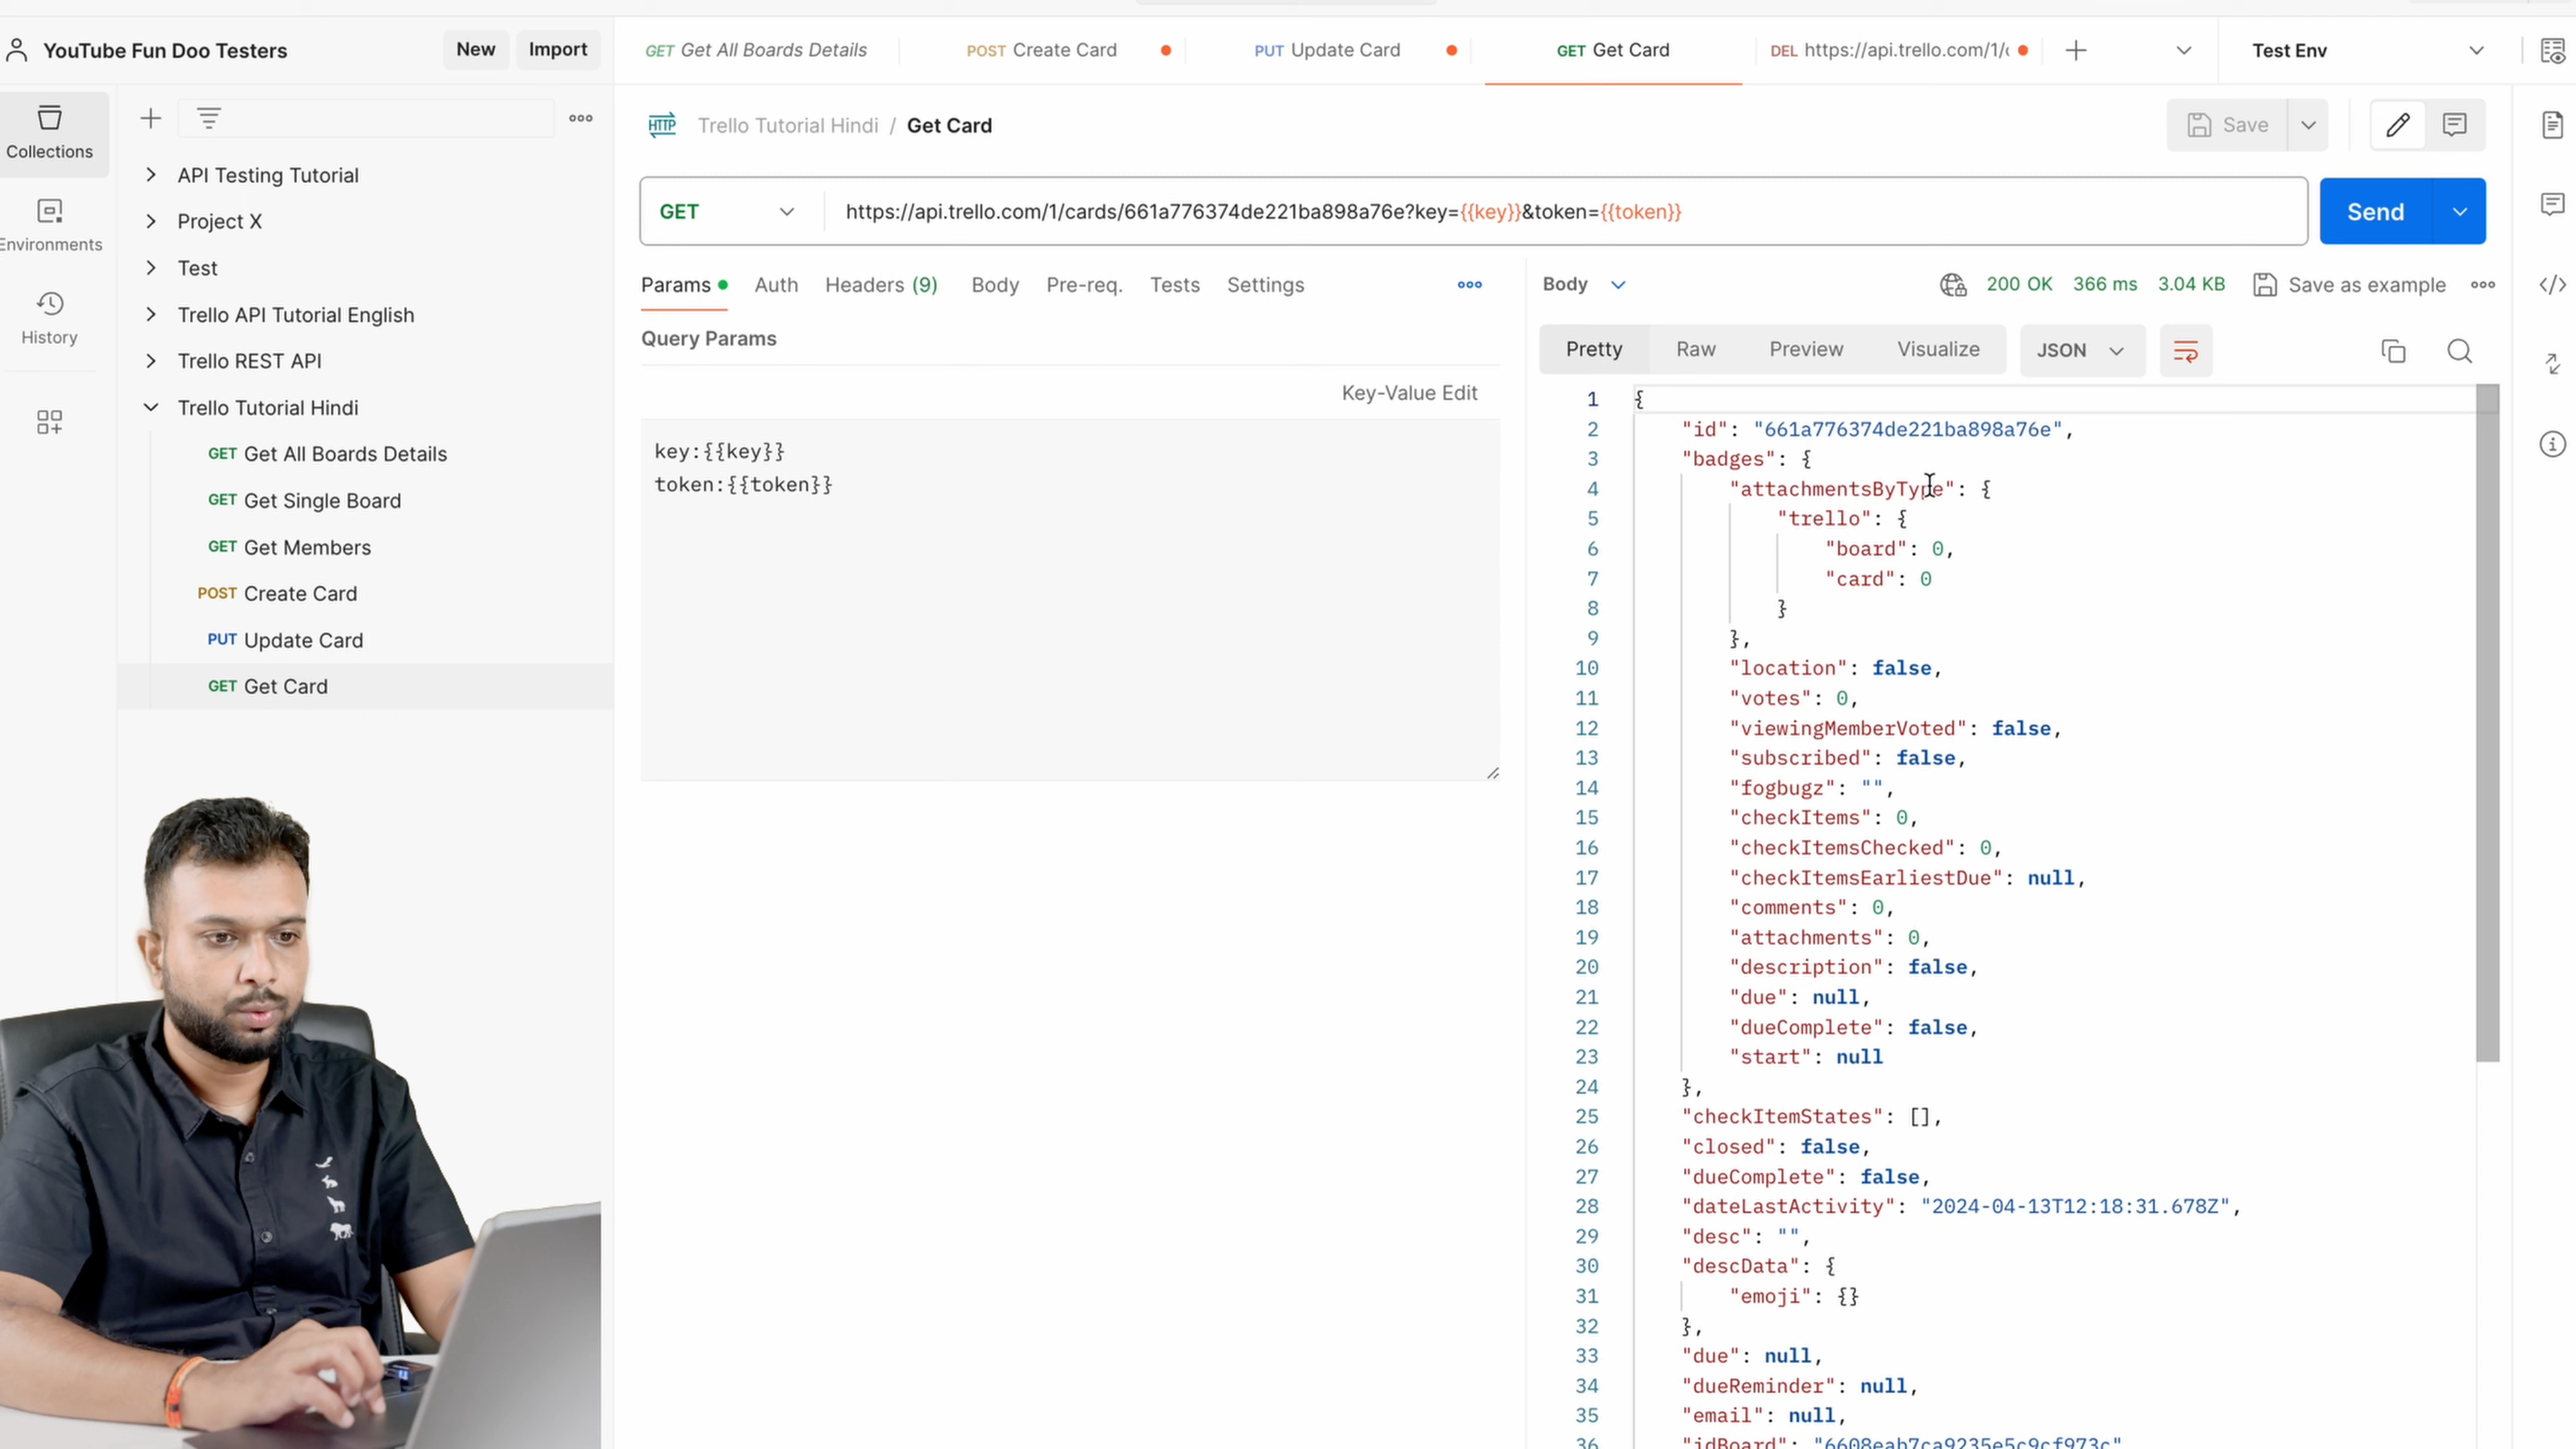 YouTube Fun Doo Testers
New
Import
GET Get All Boards Details
POST Create Card
PUT Update Card
GET Get Card
DEL https://api.trello.com/1/
Test Env
Collections
Environments
History
API Testing Tutorial
Project X
Test
Trello API Tutorial English
Trello REST API
Trello Tutorial Hindi
GET Get All Boards Details
GET Get Single Board
GET Get Members
POST Create Card
PUT Update Card
GET Get Card
HTTP Trello Tutorial Hindi / Get Card
Save
GET https://api.trello.com/1/cards/661a776374de221ba898a76e?key={{key}}&token={{token}}
Send
Params Auth Headers (9) Body Pre-req. Tests Settings
Query Params
Key-Value Edit
key:{{key}}
token:{{token}}
Body 200 OK 366 ms 3.04 KB Save as example
Pretty Raw Preview Visualize JSON
1 {
2 "id": "661a776374de221ba898a76e",
3 "badges": {
4 "attachmentsByType": {
5 "trello": {
6 "board": 0,
7 "card": 0
8 }
9 },
10 "location": false,
11 "votes": 0,
12 "viewingMemberVoted": false,
13 "subscribed": false,
14 "fogbugz": "",
15 "checkItems": 0,
16 "checkItemsChecked": 0,
17 "checkItemsEarliestDue": null,
18 "comments": 0,
19 "attachments": 0,
20 "description": false,
21 "due": null,
22 "dueComplete": false,
23 "start": null
24 },
25 "checkItemStates": [],
26 "closed": false,
27 "dueComplete": false,
28 "dateLastActivity": "2024-04-13T12:18:31.678Z",
29 "desc": "",
30 "descData": {
31 "emoji": {}
32 },
33 "due": null,
34 "dueReminder": null,
35 "email": null,
36 "idBoard": "6608eab7ca9235e5c9cf973c"